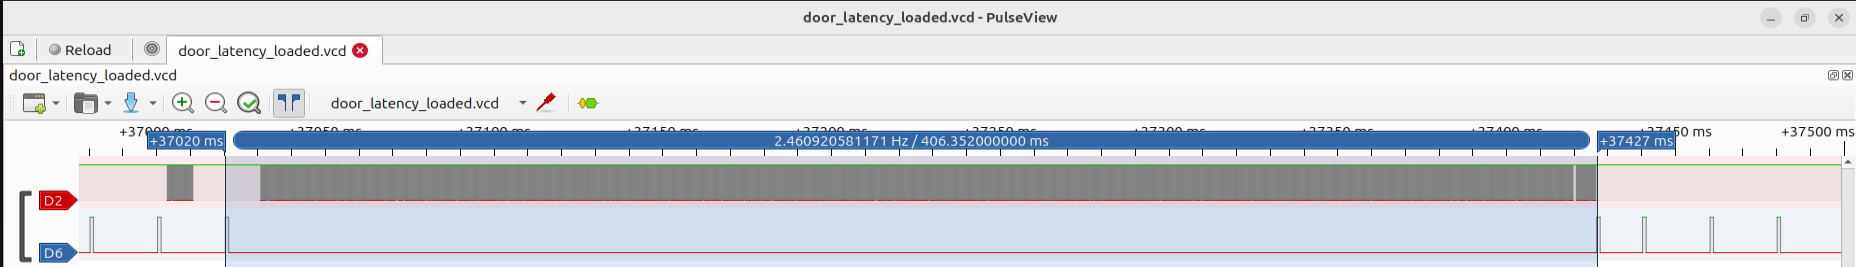 door_latency_loaded.vcd - PulseView
Reload door_latency_loaded.vcd
door_latency_loaded.vcd
door_latency_loaded.vcd
+37500 ms
+37020 ms 2.460920581171 Hz / 406.352000000 ms +37427 ms
D2
D6